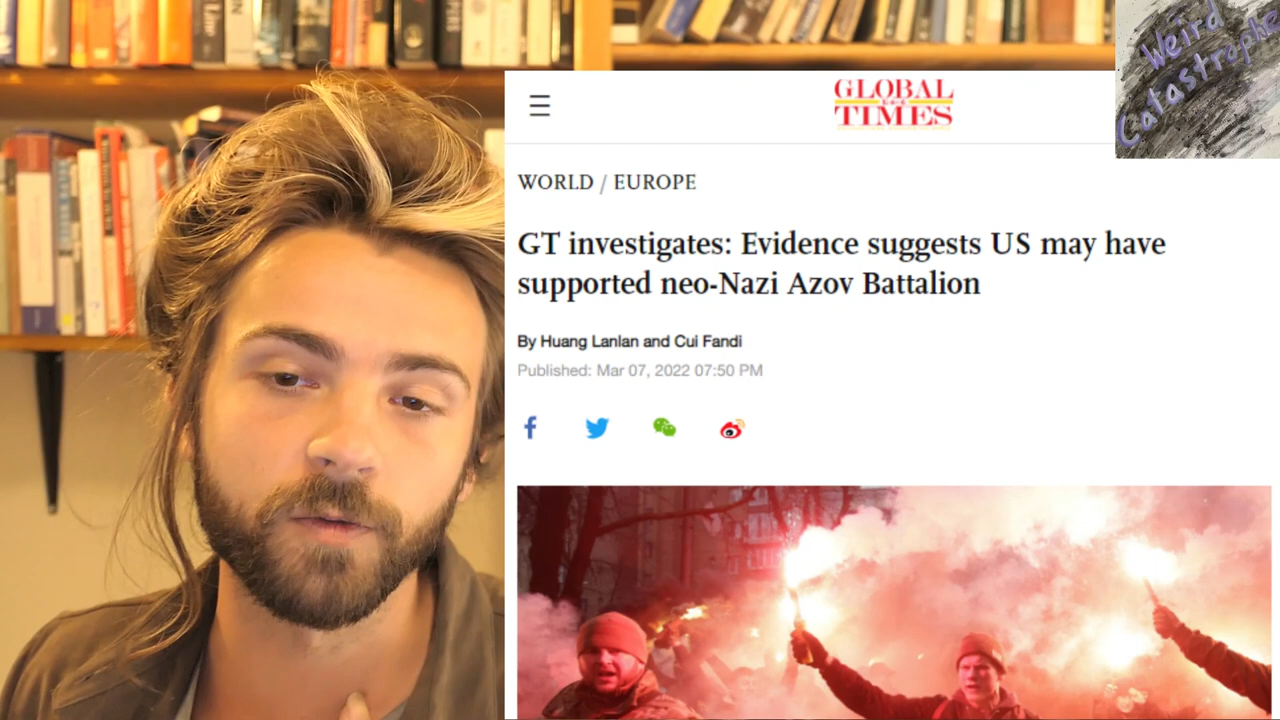 GLOBAL
TIMES
Weird
Catastrophe
WORLD / EUROPE
GT investigates: Evidence suggests US may have
supported neo-Nazi Azov Battalion
By Huang Lanlan and Cui Fandi
Published: Mar 07, 2022 07:50 PM